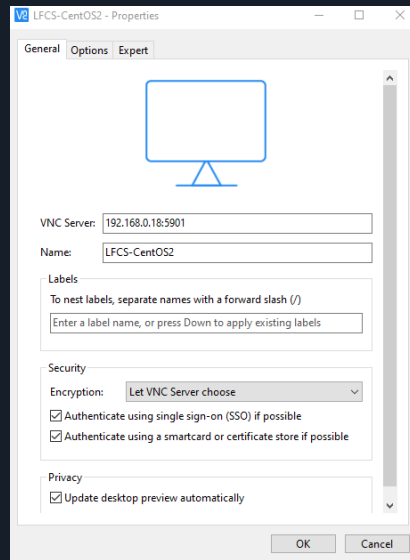 LFCS-CentOS2 - Properties
General Options Expert
VNC Server: 192.168.0.18:5901
Name: LFCS-CentOS2
Labels
To nest labels, separate names with a forward slash (/)
Enter a label name, or press Down to apply existing labels
Security
Encryption: Let VNC Server choose
Authenticate using single sign-on (SSO) if possible
Authenticate using a smartcard or certificate store if possible
Privacy
Update desktop preview automatically
OK Cancel